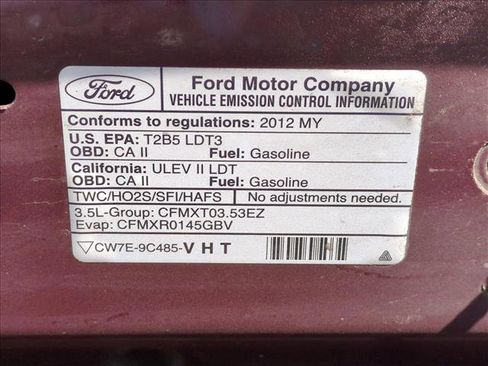 Ford
Ford Motor Company
VEHICLE EMISSION CONTROL INFORMATION
Conforms to regulations: 2012 MY
U.S. EPA: T2B5 LDT3
OBD: CA II Fuel: Gasoline
California: ULEV II LDT
OBD: CA II Fuel: Gasoline
TWC/HO2S/SFI/HAFS No adjustments needed.
3.5L-Group: CFMXT03.53EZ
Evap: CFMXR0145GBV
CW7E-9C485-V H T